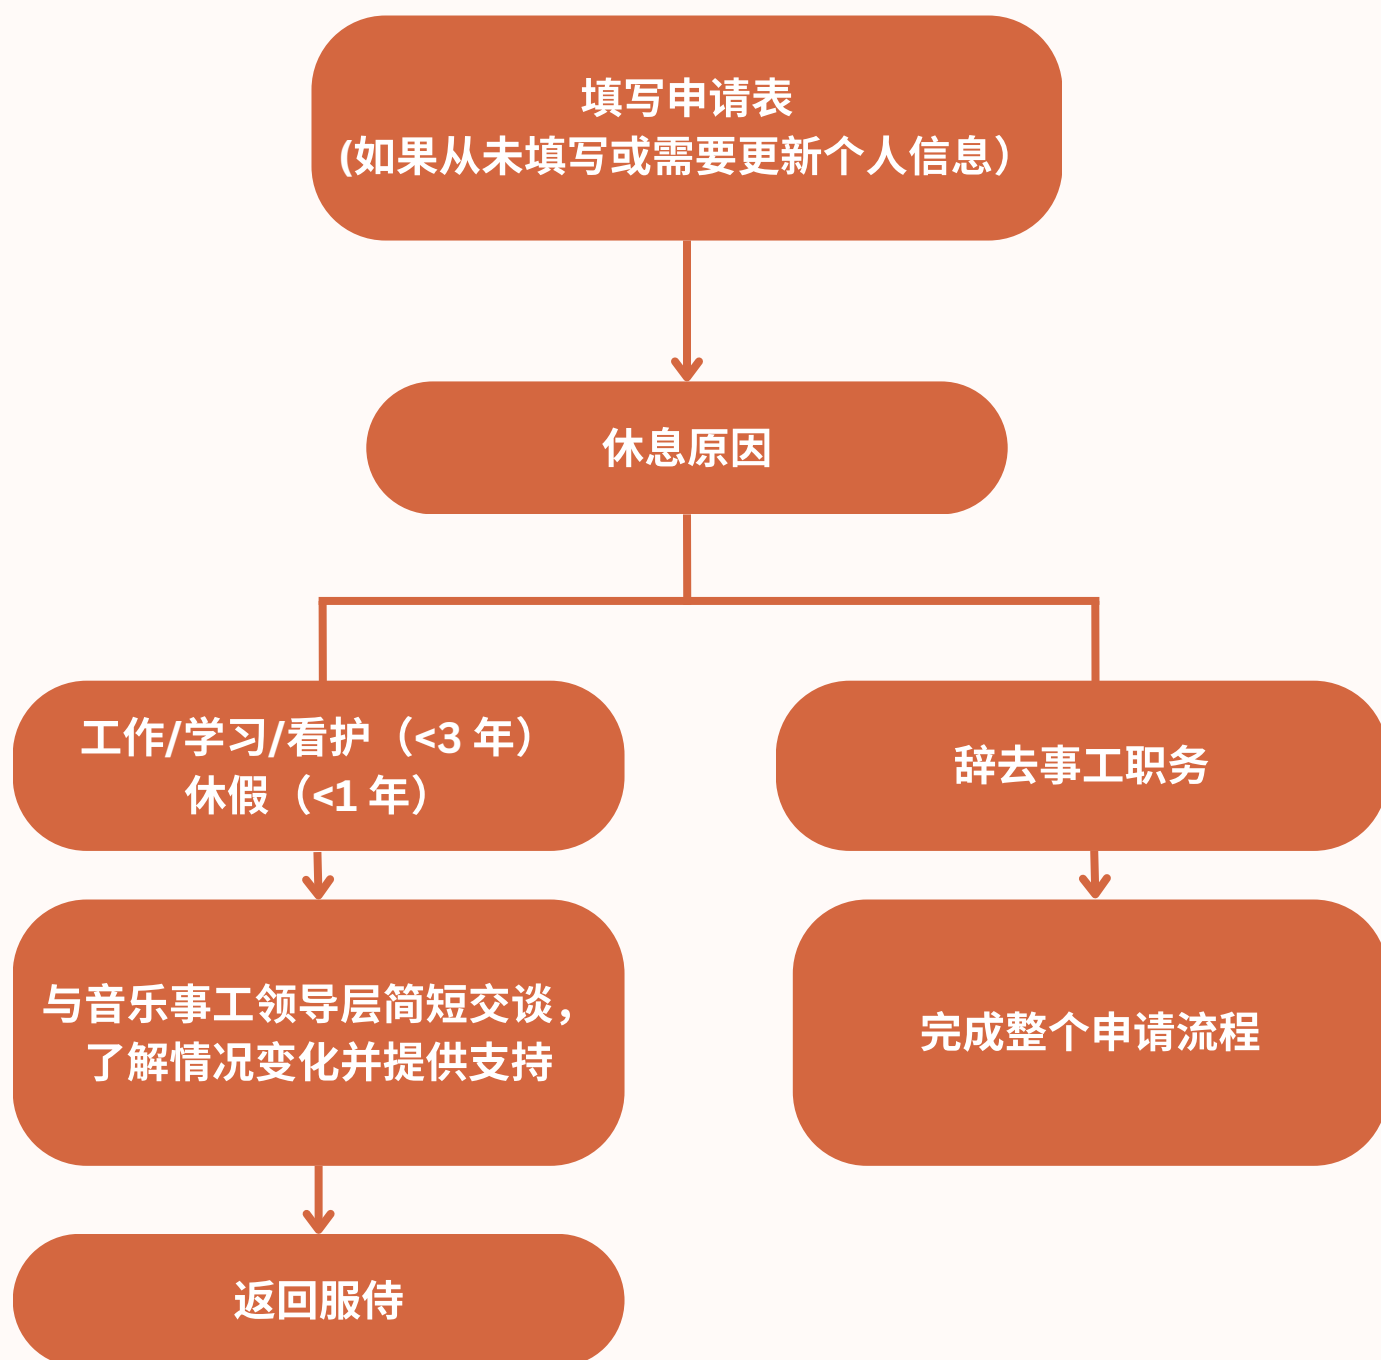 填写申请表
(如果从未填写或需要更新个人信息）
休息原因
工作/学习/看护（<3 年）
休假（<1 年）
辞去事工职务
与音乐事工领导层简短交谈，
了解情况变化并提供支持
完成整个申请流程
返回服侍